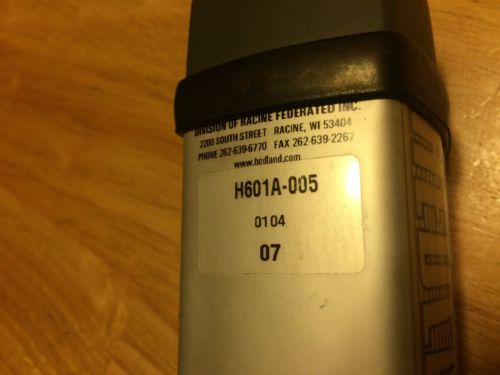 DIVISION OF RACINE FEDERATED INC.
2200 SOUTH STREET RACINE, WI 53404
PHONE 262-639-6770 FAX 262-639-2267
www.hedland.com
H601A-005
0104
07